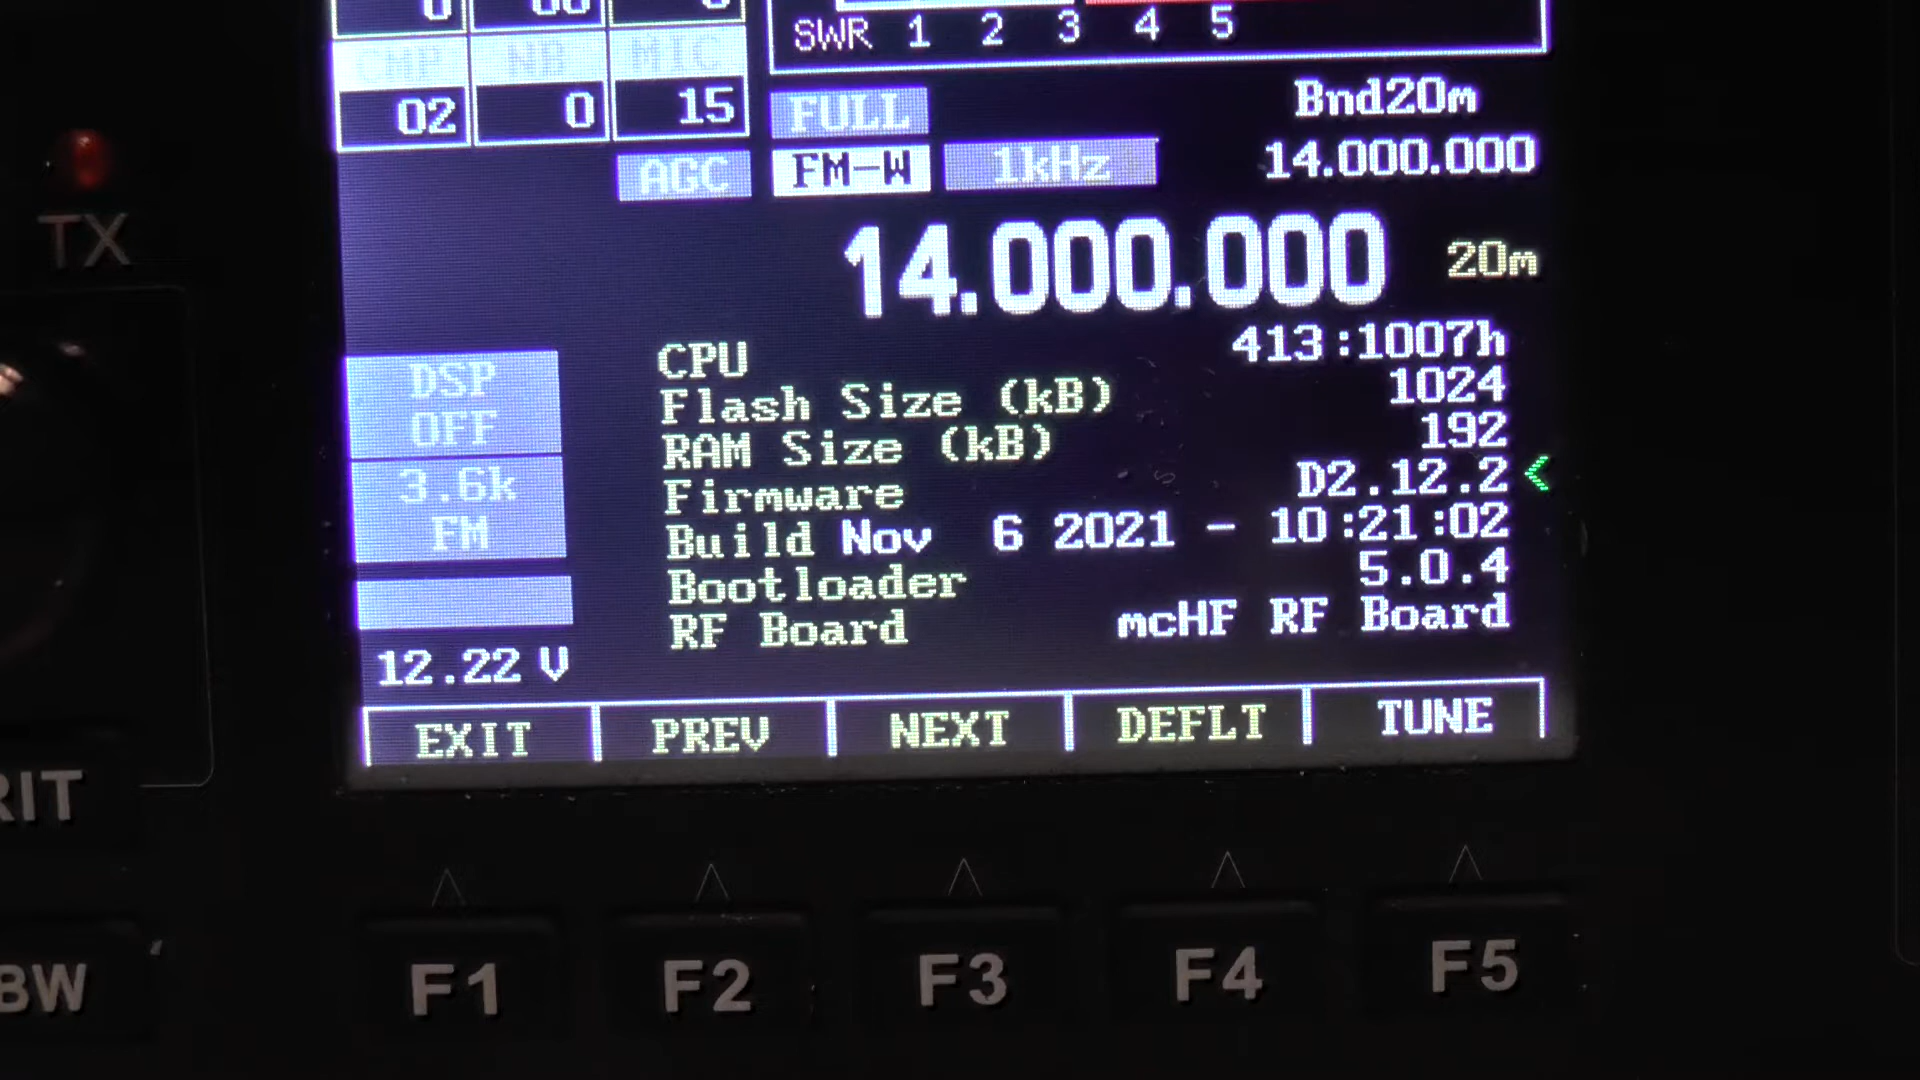 SWR 1 2 3 4 5
CMP NB MIC
02 0 15
FULL Bnd20m
AGC FM-W 1kHz 14.000.000
TX
14.000.000 20m
CPU 413:1007h
Flash Size (kB) 1024
RAM Size (kB) 192
Firmware D2.12.2 <
Build Nov 6 2021 - 10:21:02
Bootloader 5.0.4
RF Board mcHF RF Board
DSP
OFF
3.6k
FM
12.22 V
EXIT PREV NEXT DEFLT TUNE
RIT
BW F1 F2 F3 F4 F5